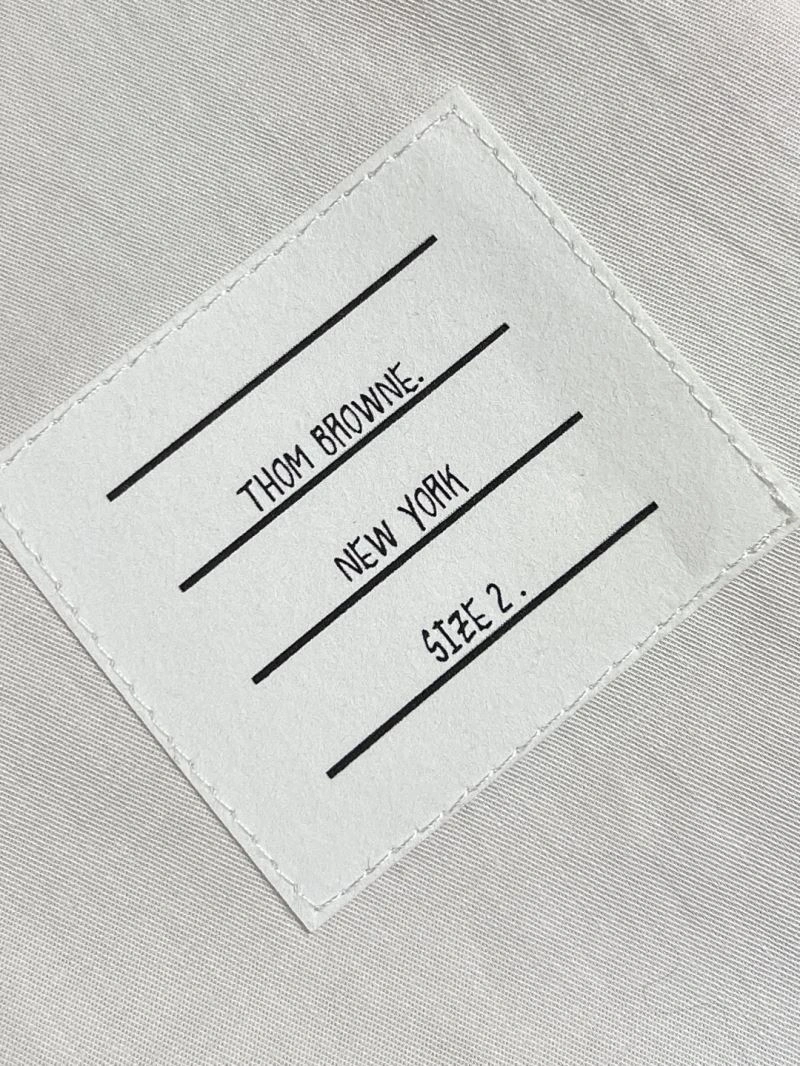 THOM BROWNE.
NEW YORK
SIZE 2.